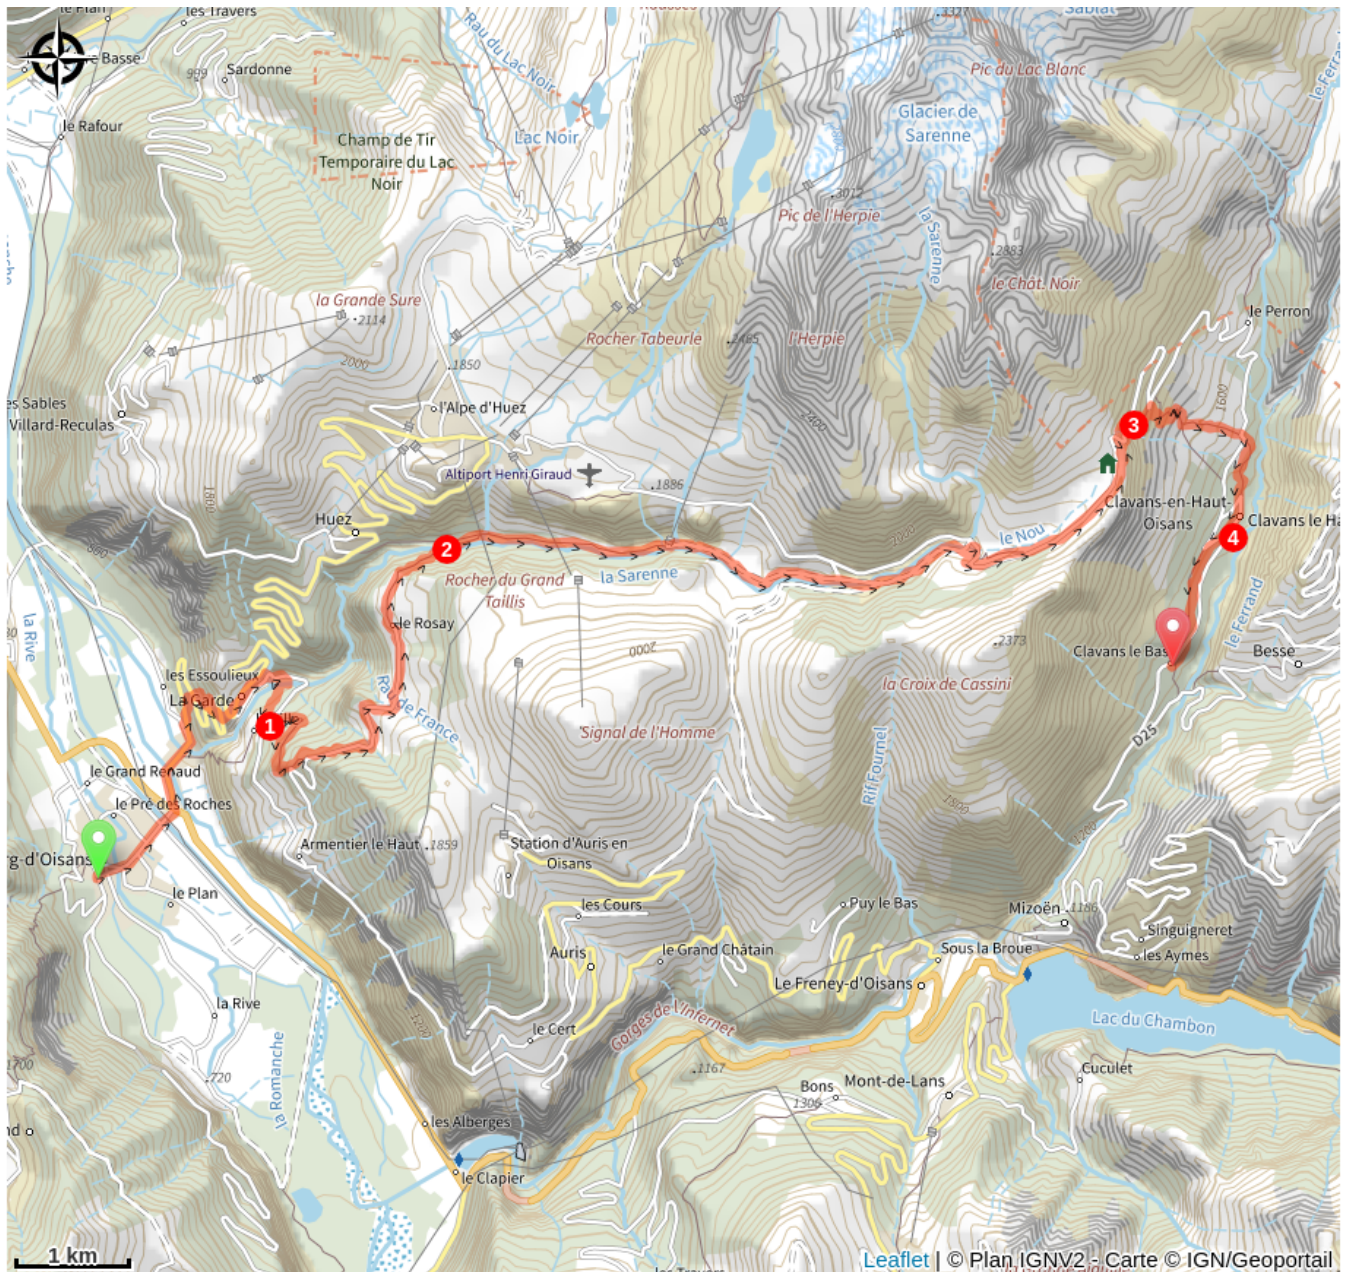 les Travers
Sardonne
999
le Rafour
Champ de Tir
Temporaire du Lac
Noir
Rau du Lac Noir
Lac Noir
3327
Pic du Lac Blanc
Glacier de
Sarenne
3012
Pic de l'Herpie
la Sarenne
2883
le Chât. Noir
la Grande Sure
2114
2000
1850
Rocher Tabeurle
2485
l'Herpie
2400
le Perron
1600
l'Alpe d'Huez
Villard-Reculas
Altiport Henri Giraud
1886
1800
Huez
3
Clavans-en-Haut-
Oisans
4
2
2000
le Nou
Rocher du Grand
Taillis
la Sarenne
le Rosay
2000
2373
la Rive
le Ferrand
Clavans le Bas
Besse
les Essoulieux
La Garde
1
Rau de France
la Croix de Cassini
Signal de l'Homme
D25
Rif Fournel
1800
1200
le Grand Renaud
le Pré des Roches
rg-d'Oisans
le Plan
Armentier le Haut
1859
Station d'Auris en
Oisans
les Cours
Puy le Bas
Mizoën
1186
Singuigneret
les Aymes
Auris
le Grand Châtain
Sous la Broue
Le Freney-d'Oisans
la Rive
1200
le Cert
Gorges de l'Infernet
Lac du Chambon
1700
720
la Romanche
1167
Bons
1306
Mont-de-Lans
Cuculet
les Alberges
le Clapier
1 km
Leaflet | © Plan IGNV2 - Carte © IGN/Geoportail